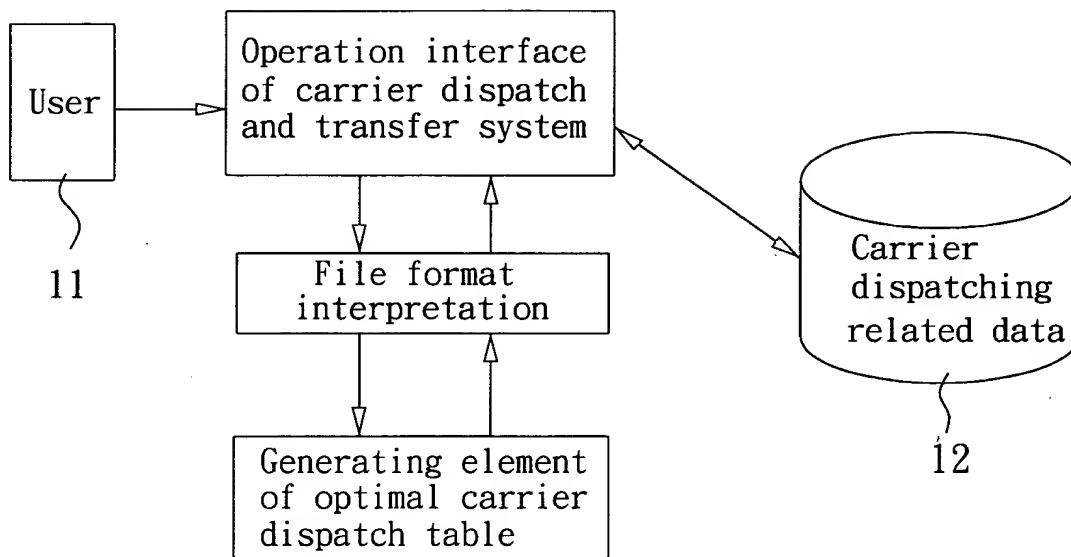 User
11
Operation interface
of carrier dispatch
and transfer system
File format
interpretation
Generating element
of optimal carrier
dispatch table
Carrier
dispatching
related data
12